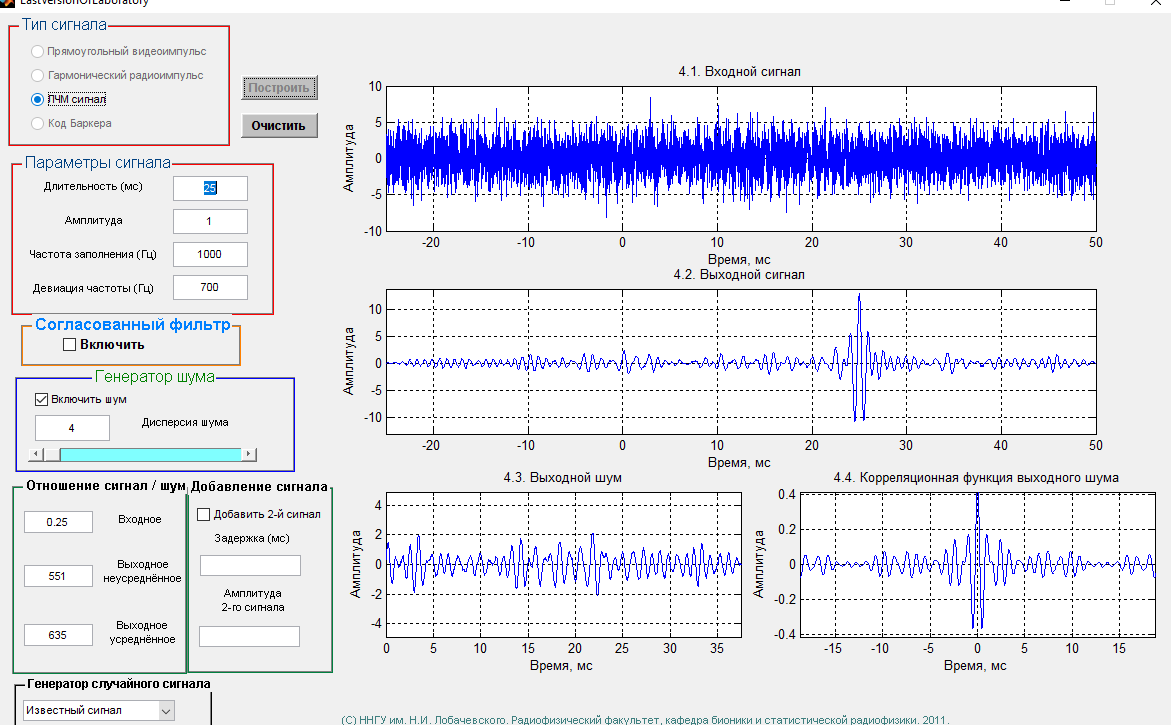 LastVersionOfLaboratory
Тип сигнала
Прямоугольный видеоимпульс
Гармонический радиоимпульс
ЛЧМ сигнал
Код Баркера
Построить
Очистить
Параметры сигнала
Длительность (мс)
25
Амплитуда
1
Частота заполнения (Гц)
1000
Девиация частоты (Гц)
700
Согласованный фильтр
Включить
Генератор шума
Включить шум
4
Дисперсия шума
Отношение сигнал / шум
0.25
Входное
551
Выходное
неусреднённое
635
Выходное
усреднённое
Добавление сигнала
Добавить 2-й сигнал
Задержка (мс)
Амплитуда
2-го сигнала
Генератор случайного сигнала
Известный сигнал
4.1. Входной сигнал
Амплитуда
10
5
0
-5
-10
-20 -10 0 10 20 30 40 50
Время, мс
4.2. Выходной сигнал
Амплитуда
10
5
0
-5
-10
-20 -10 0 10 20 30 40 50
Время, мс
4.3. Выходной шум
Амплитуда
4
2
0
-2
-4
0 5 10 15 20 25 30 35
Время, мс
4.4. Корреляционная функция выходного шума
Амплитуда
0.4
0.2
0
-0.2
-0.4
-15 -10 -5 0 5 10 15
Время, мс
(С) ННГУ им. Н.И. Лобачевского. Радиофизический факультет, кафедра бионики и статистической радиофизики. 2011.